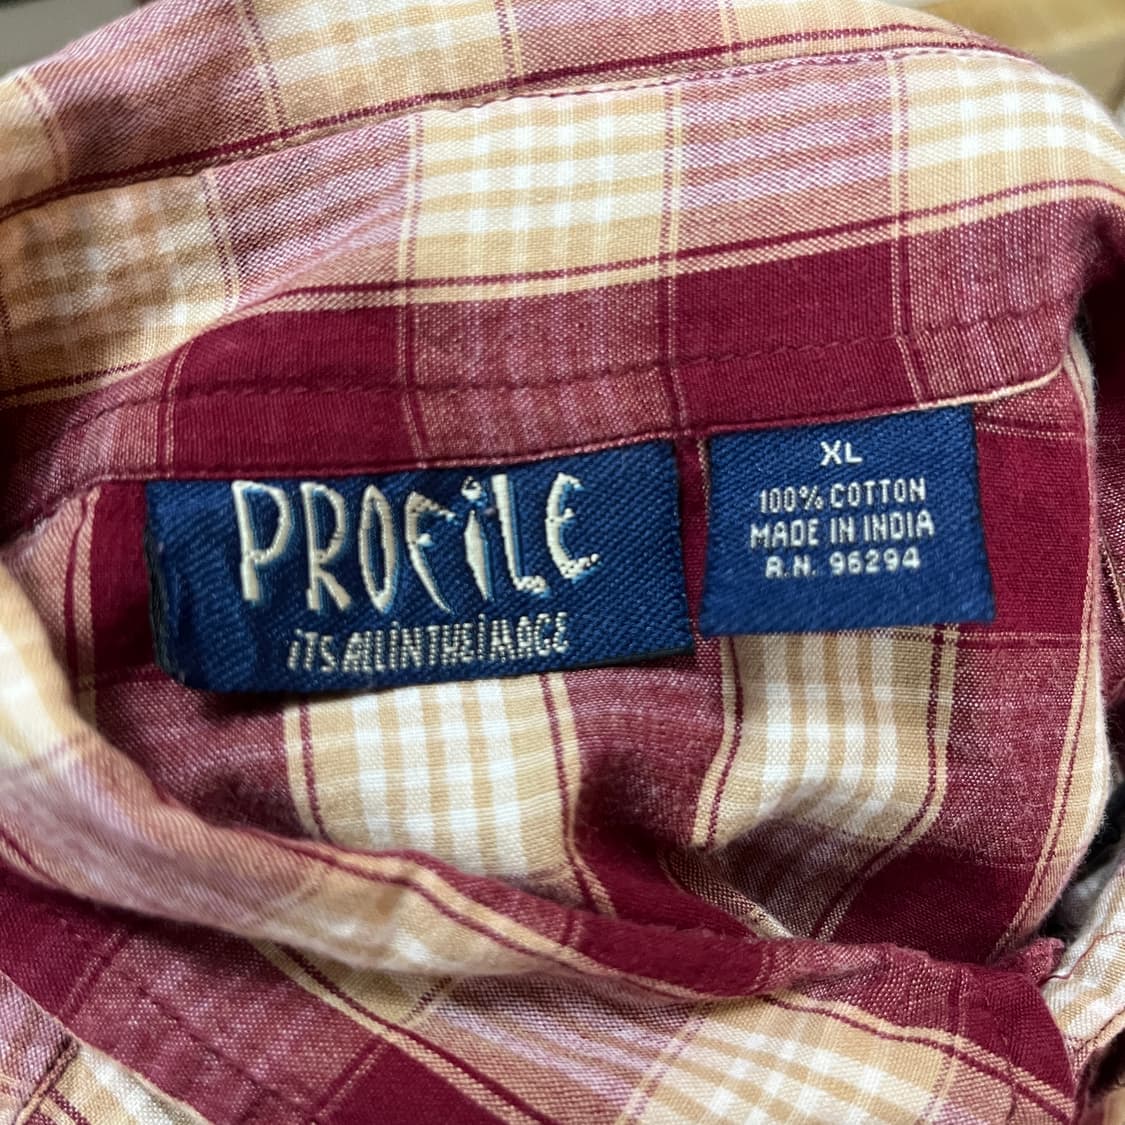 PROFiLE
iTS ALLINTHEIMAGE
XL
100% COTTON
MADE IN INDIA
R.N. 96294